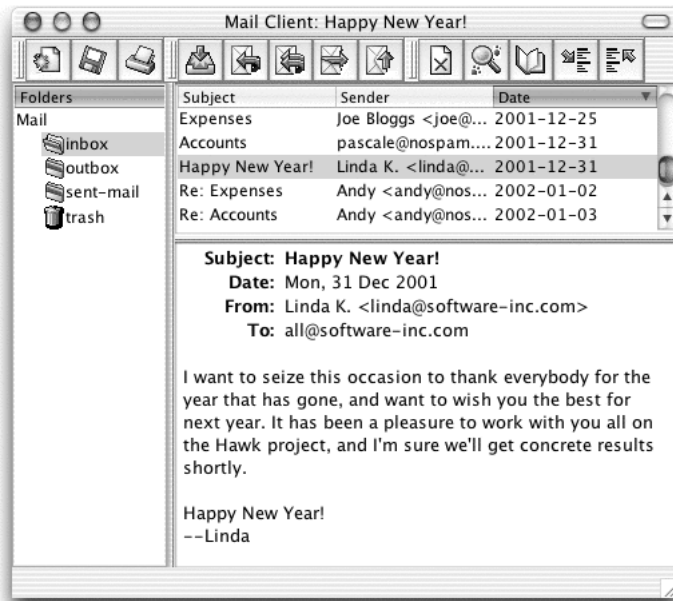 Mail Client: Happy New Year!
Folders
Mail
inbox
outbox
sent-mail
trash
Subject Sender Date
Expenses Joe Bloggs <joe@... 2001-12-25
Accounts pascale@nospam.... 2001-12-31
Happy New Year! Linda K. <linda@... 2001-12-31
Re: Expenses Andy <andy@nos... 2002-01-02
Re: Accounts Andy <andy@nos... 2002-01-03
Subject: Happy New Year!
Date: Mon, 31 Dec 2001
From: Linda K. <linda@software-inc.com>
To: all@software-inc.com
I want to seize this occasion to thank everybody for the
year that has gone, and want to wish you the best for
next year. It has been a pleasure to work with you all on
the Hawk project, and I'm sure we'll get concrete results
shortly.
Happy New Year!
--Linda